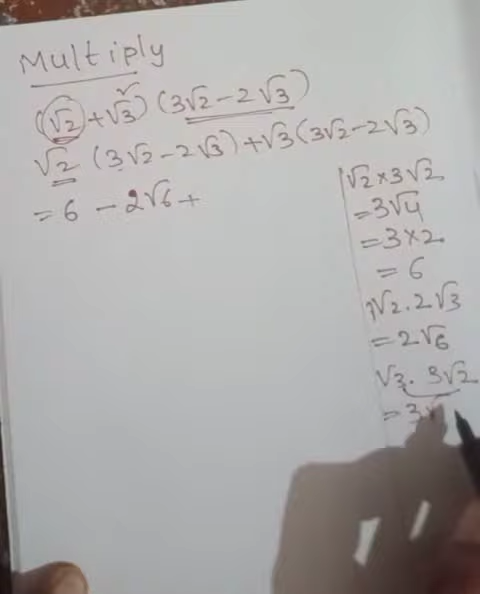 Multiply
(√2 + √3) (3√2 - 2√3)
√2 (3√2 - 2√3) + √3 (3√2 - 2√3)
= 6 - 2√6 +
√2 × 3√2
= 3√4
= 3 × 2
= 6
√2 . 2√3
= 2√6
√3 . 3√2
= 3√